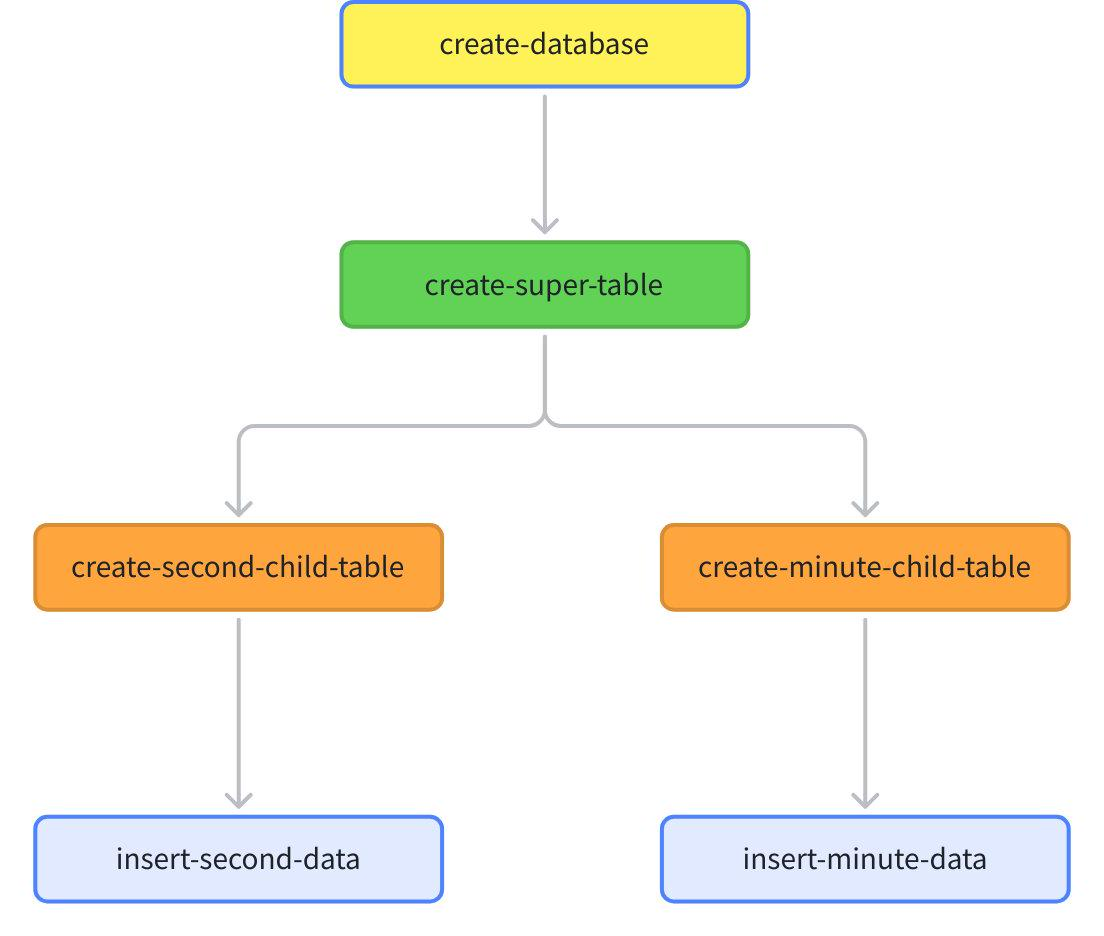 create-database
create-super-table
create-second-child-table
create-minute-child-table
insert-second-data
insert-minute-data